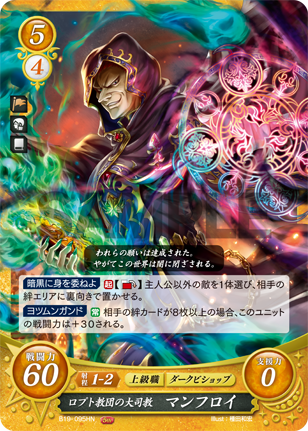 5
4
われらの願いは達成された。
やがてこの世界は闇に閉ざされる。
暗黒に身を委ねよ 起 主人公以外の敵を1体選び、相手の
絆エリアに裏向きで置かせる。
ヨツムンガンド 常 相手の絆カードが8枚以上の場合、このユニット
の戦闘力は+30される。
戦闘力
60
射程 1-2 上級職 ダークビショップ
支援力
0
ロプト教団の大司教 マンフロイ
B19-095HN